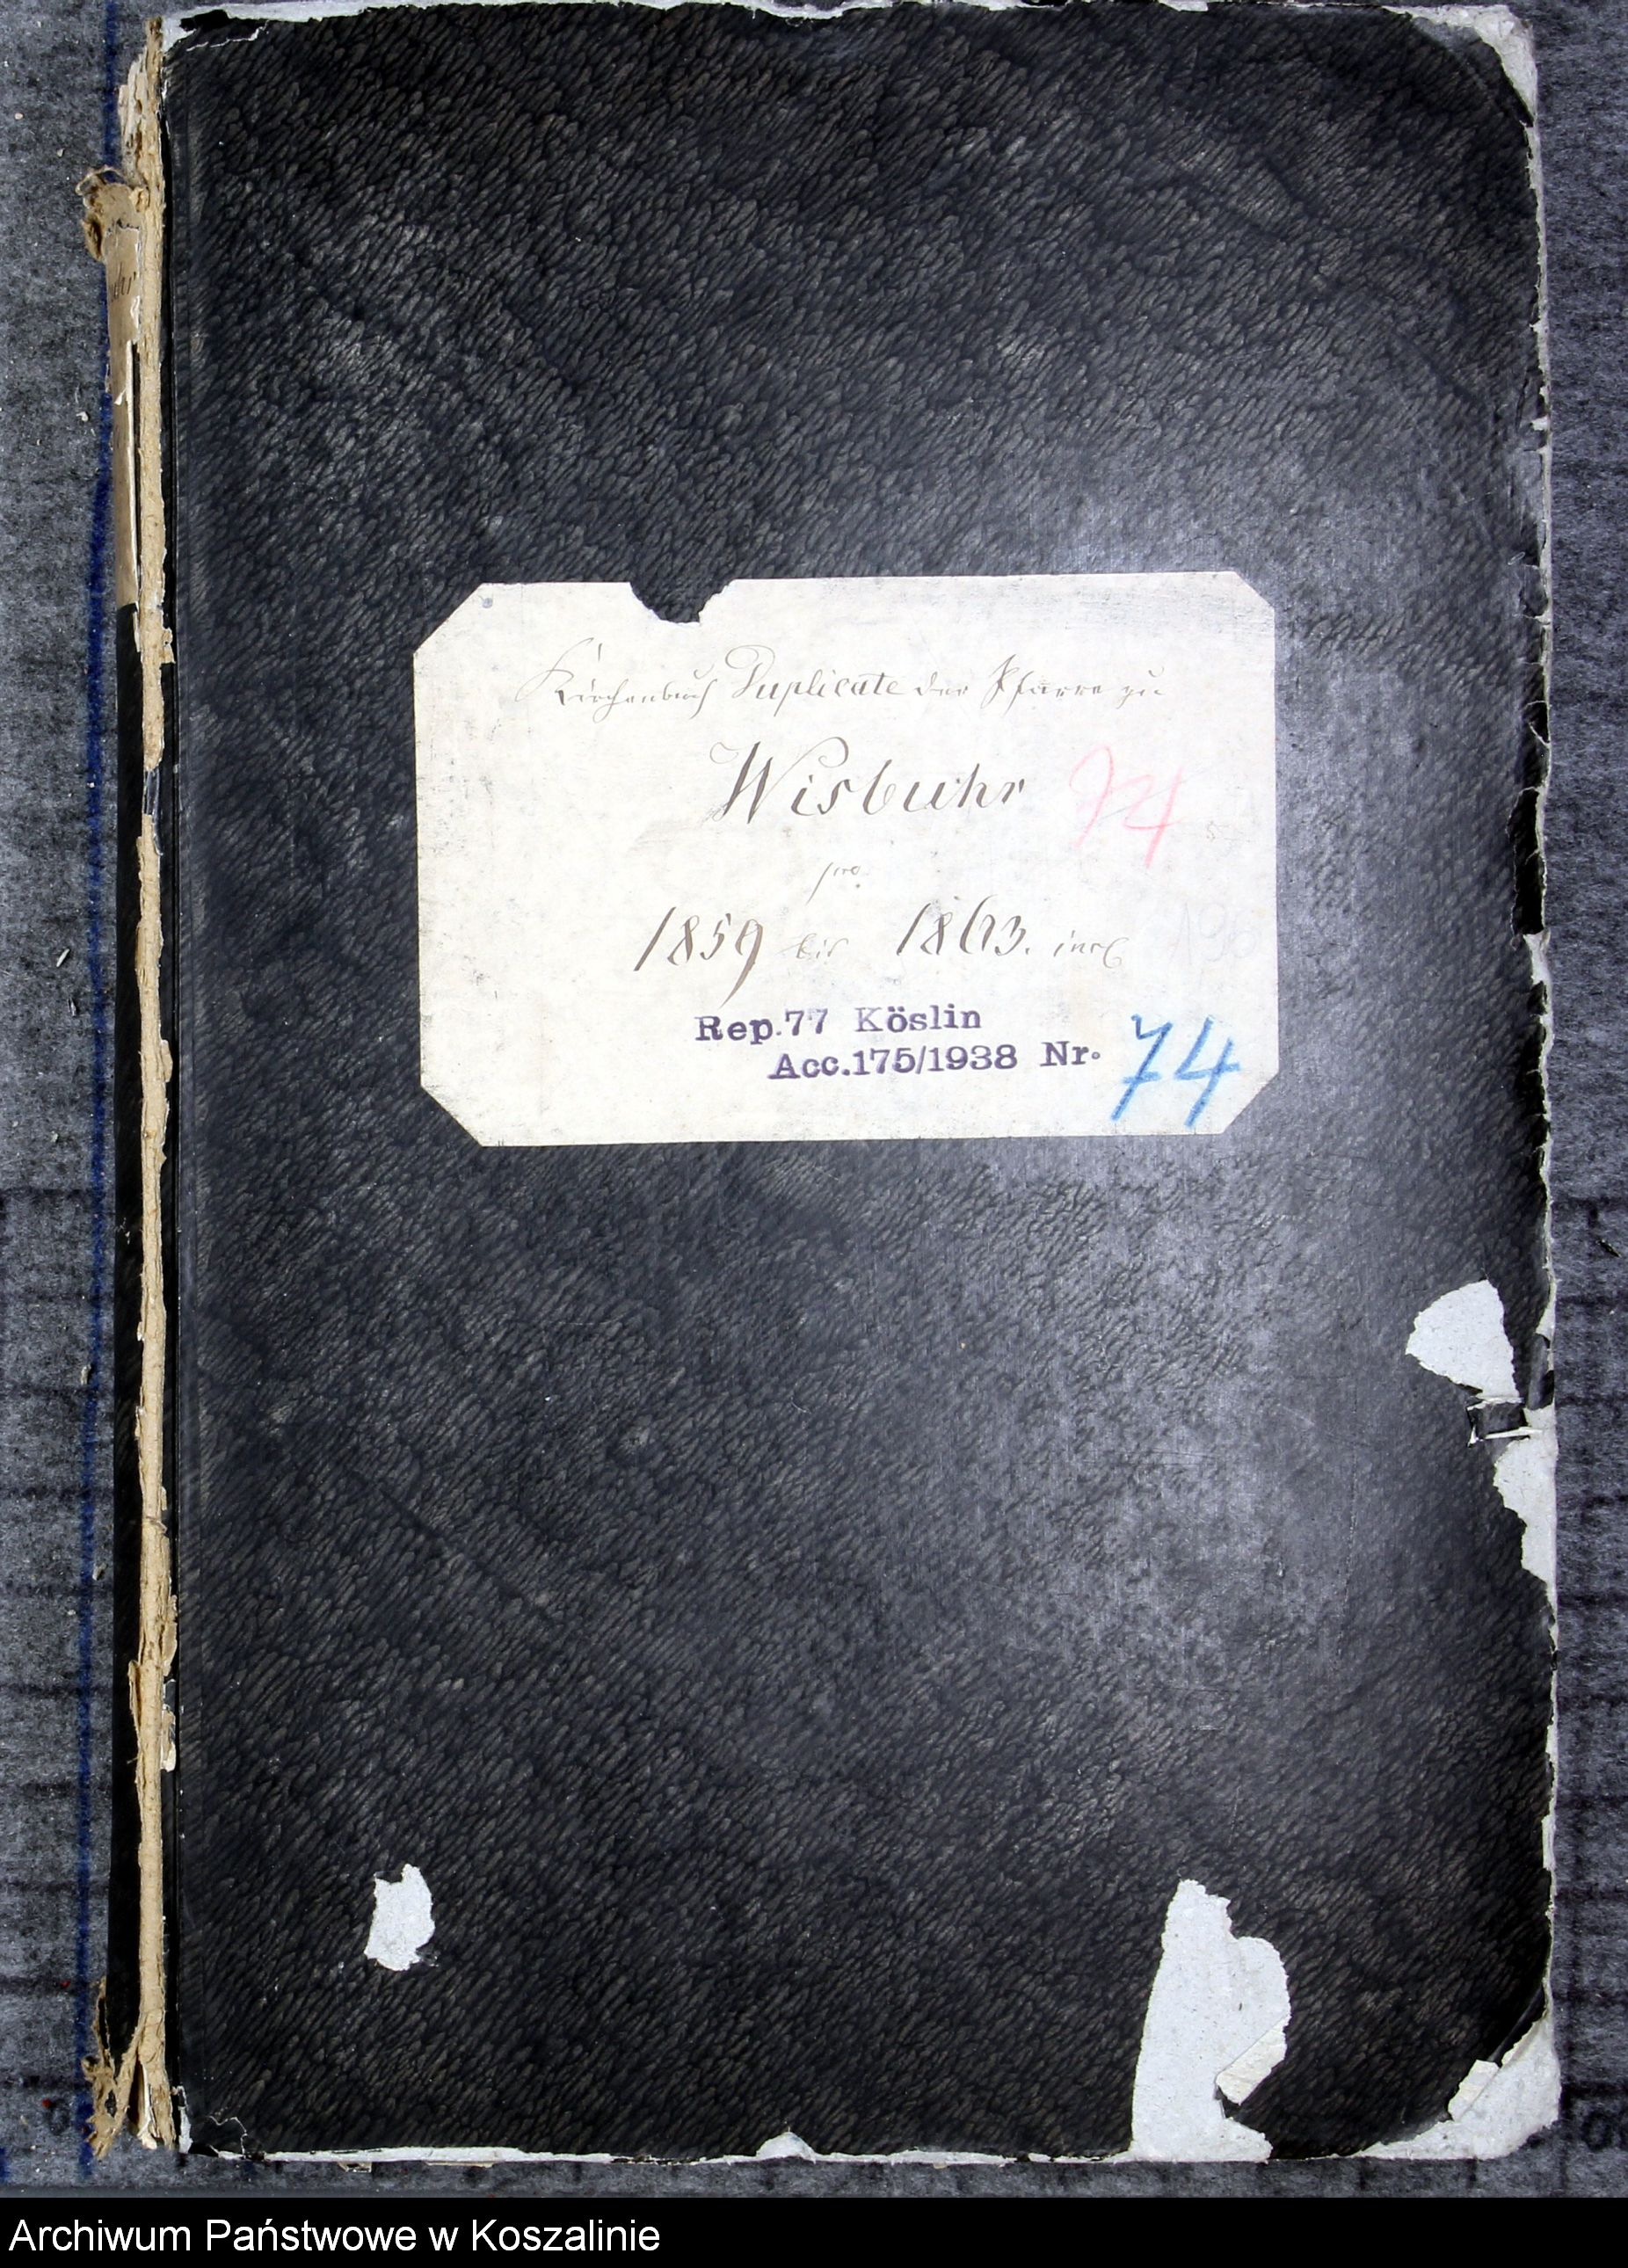 Kirchenbuch Duplicate der Pfarre zu
Wisbuhr
74
pro
1859 bis 1863. incl
Rep.77 Köslin
Acc.175/1938 Nr. 74
Archiwum Państwowe w Koszalinie